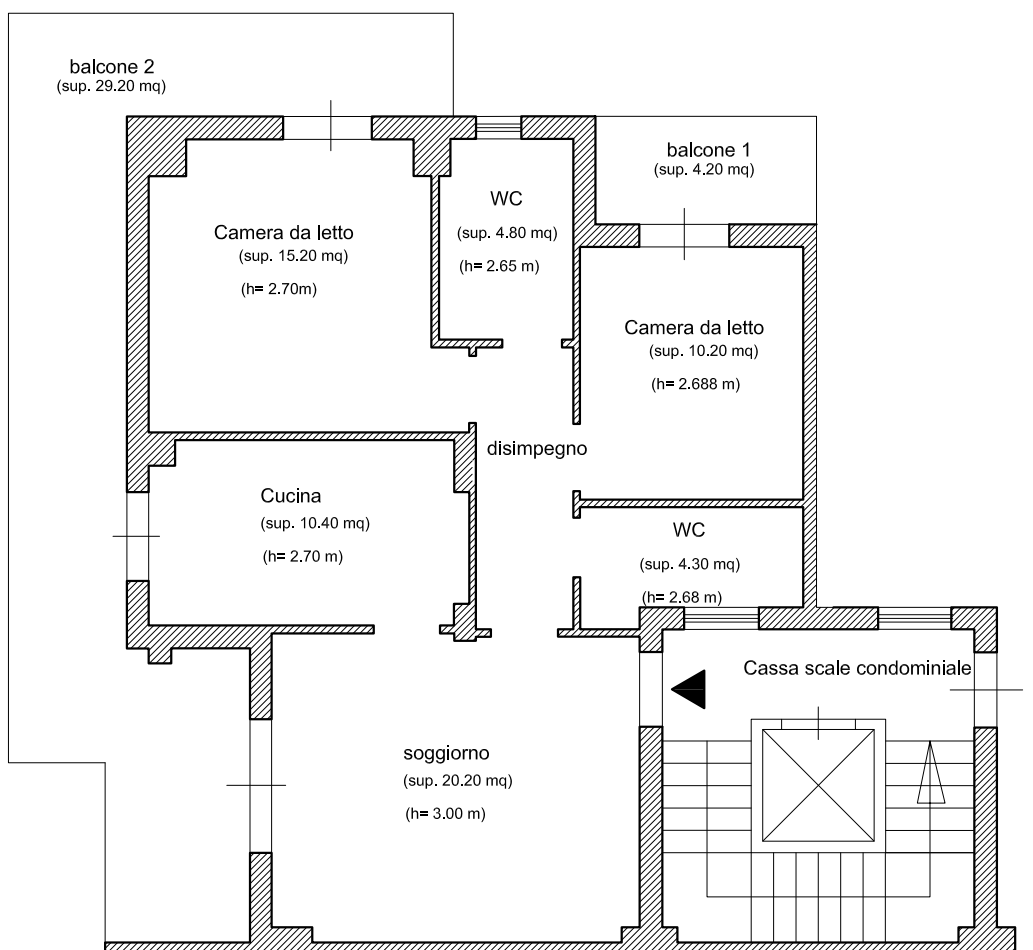 balcone 2
(sup. 29.20 mq)
balcone 1
(sup. 4.20 mq)
WC
(sup. 4.80 mq)
(h= 2.65 m)
Camera da letto
(sup. 15.20 mq)
(h= 2.70m)
Camera da letto
(sup. 10.20 mq)
(h= 2.688 m)
disimpegno
Cucina
(sup. 10.40 mq)
(h= 2.70 m)
WC
(sup. 4.30 mq)
(h= 2.68 m)
Cassa scale condominiale
soggiorno
(sup. 20.20 mq)
(h= 3.00 m)